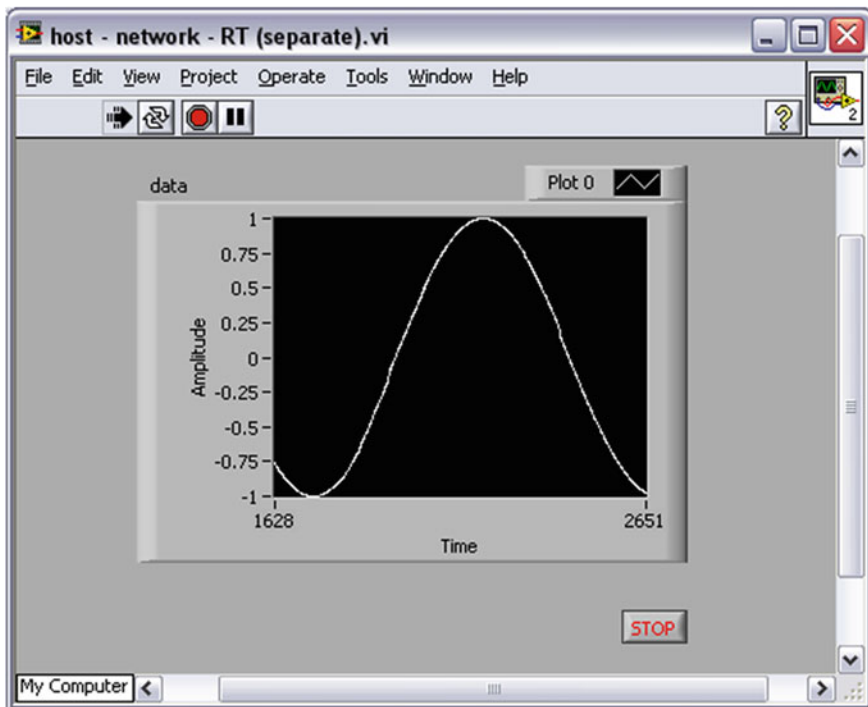 host - network - RT (separate).vi
File Edit View Project Operate Tools Window Help
?
2
data
Plot 0
1
0.75
0.5
0.25
0
-0.25
-0.5
-0.75
-1
Amplitude
1628
2651
Time
STOP
My Computer